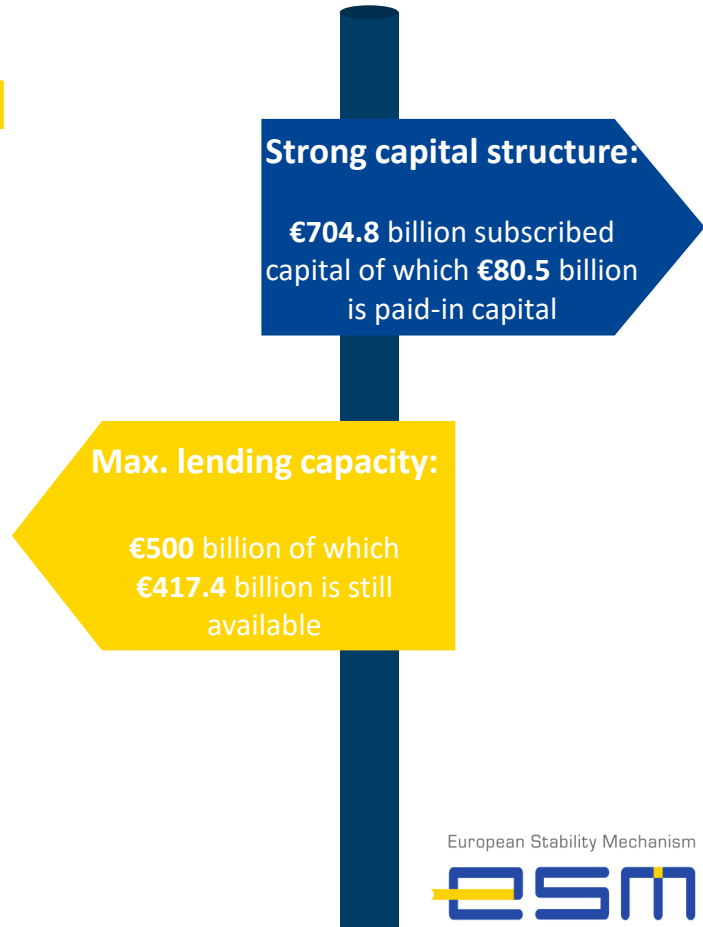 Strong capital structure:
€704.8 billion subscribed
capital of which €80.5 billion
is paid-in capital
Max. lending capacity:
€500 billion of which
€417.4 billion is still
available
European Stability Mechanism
esm